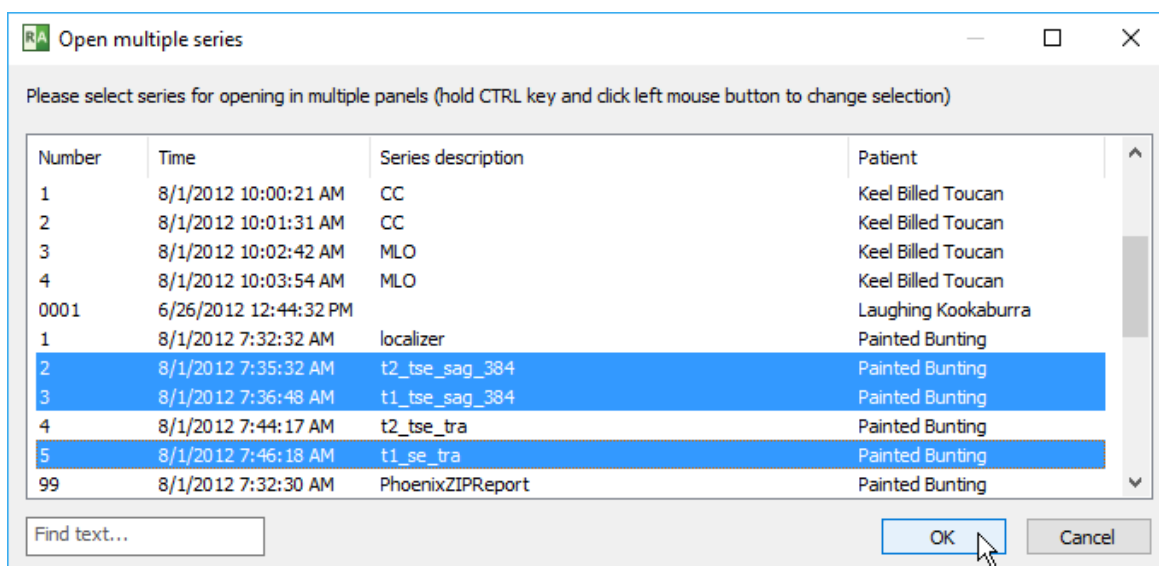 RA Open multiple series
Please select series for opening in multiple panels (hold CTRL key and click left mouse button to change selection)
Number Time Series description Patient
1 8/1/2012 10:00:21 AM CC Keel Billed Toucan
2 8/1/2012 10:01:31 AM CC Keel Billed Toucan
3 8/1/2012 10:02:42 AM MLO Keel Billed Toucan
4 8/1/2012 10:03:54 AM MLO Keel Billed Toucan
0001 6/26/2012 12:44:32 PM Laughing Kookaburra
1 8/1/2012 7:32:32 AM localizer Painted Bunting
2 8/1/2012 7:35:32 AM t2_tse_sag_384 Painted Bunting
3 8/1/2012 7:36:48 AM t1_tse_sag_384 Painted Bunting
4 8/1/2012 7:44:17 AM t2_tse_tra Painted Bunting
5 8/1/2012 7:46:18 AM t1_se_tra Painted Bunting
99 8/1/2012 7:32:30 AM PhoenixZIPReport Painted Bunting
Find text... OK Cancel